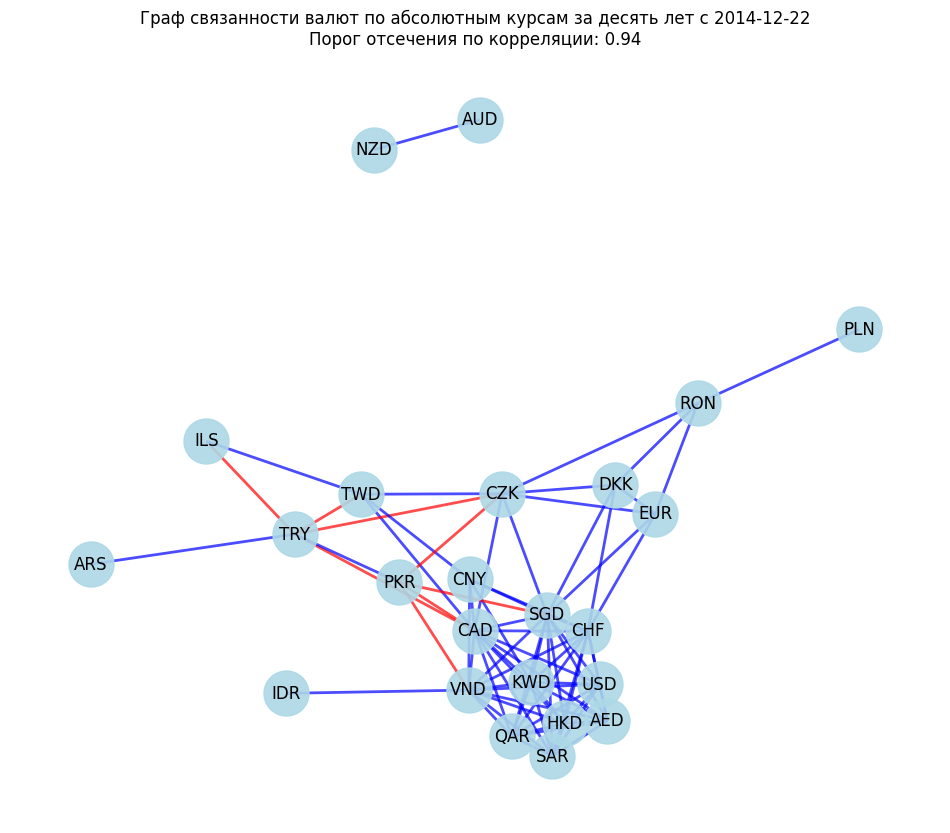 Граф связанности валют по абсолютным курсам за десять лет с 2014-12-22
Порог отсечения по корреляции: 0.94
AUD
NZD
PLN
RON
ILS
TWD
CZK
DKK
EUR
TRY
ARS
PKR
CNY
SGD
CAD
CHF
KWD
USD
VND
IDR
HKD
AED
QAR
SAR